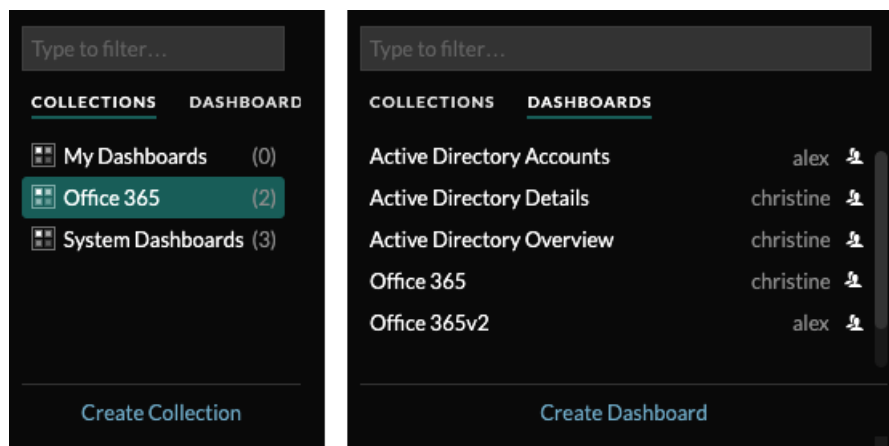 Type to filter...
COLLECTIONS DASHBOARD
My Dashboards (0)
Office 365 (2)
System Dashboards (3)
Create Collection
Type to filter...
COLLECTIONS DASHBOARDS
Active Directory Accounts alex
Active Directory Details christine
Active Directory Overview christine
Office 365 christine
Office 365v2 alex
Create Dashboard